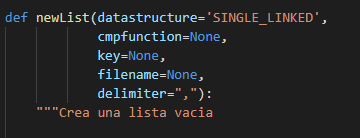 def newList(datastructure='SINGLE_LINKED',
cmpfunction=None,
key=None,
filename=None,
delimiter=","):
"""Crea una lista vacia